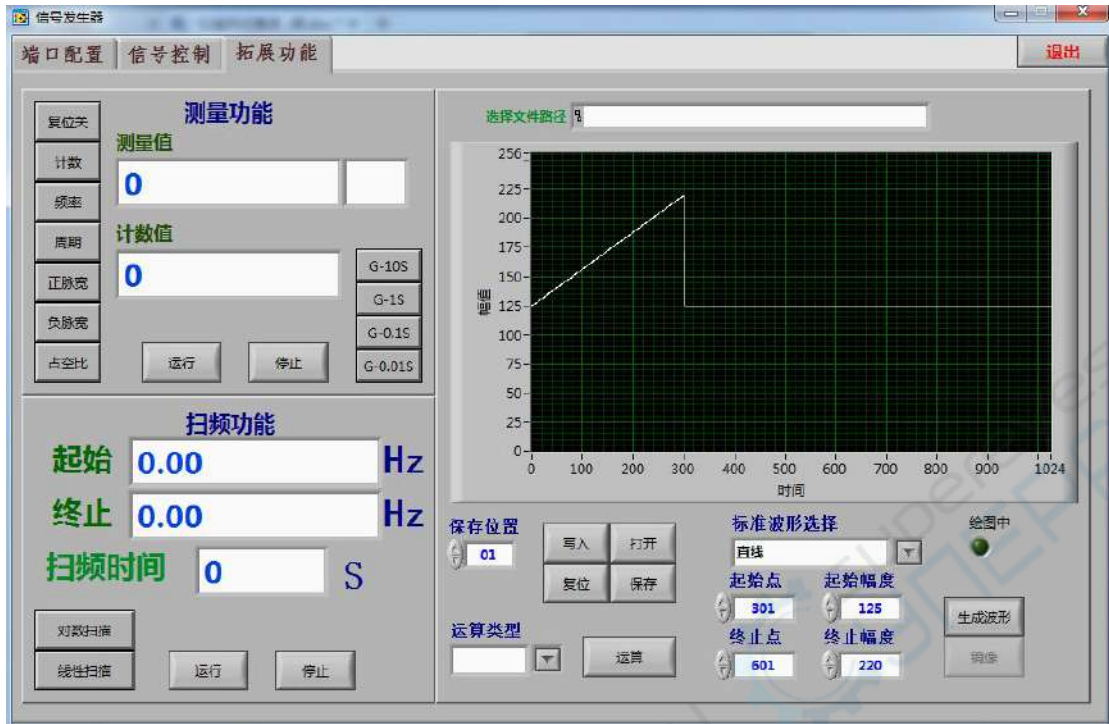 信号发生器
端口配置 信号控制 拓展功能 退出
复位关
计数
频率
周期
正脉宽
负脉宽
占空比
测量功能
测量值
0
计数值
0
G-10S
G-1S
G-0.1S
G-0.01S
运行 停止
扫频功能
起始 0.00 Hz
终止 0.00 Hz
扫频时间 0 S
对数扫描
线性扫描
运行 停止
选择文件路径
256
225
200
175
150
125
100
75
50
25
0
幅值
0 100 200 300 400 500 600 700 800 900 1024
时间
保存位置
01
写入 打开
复位 保存
运算类型
运算
标准波形选择
直线
绘图中
起始点 起始幅度
301 125
终止点 终止幅度
601 220
生成波形
镜像